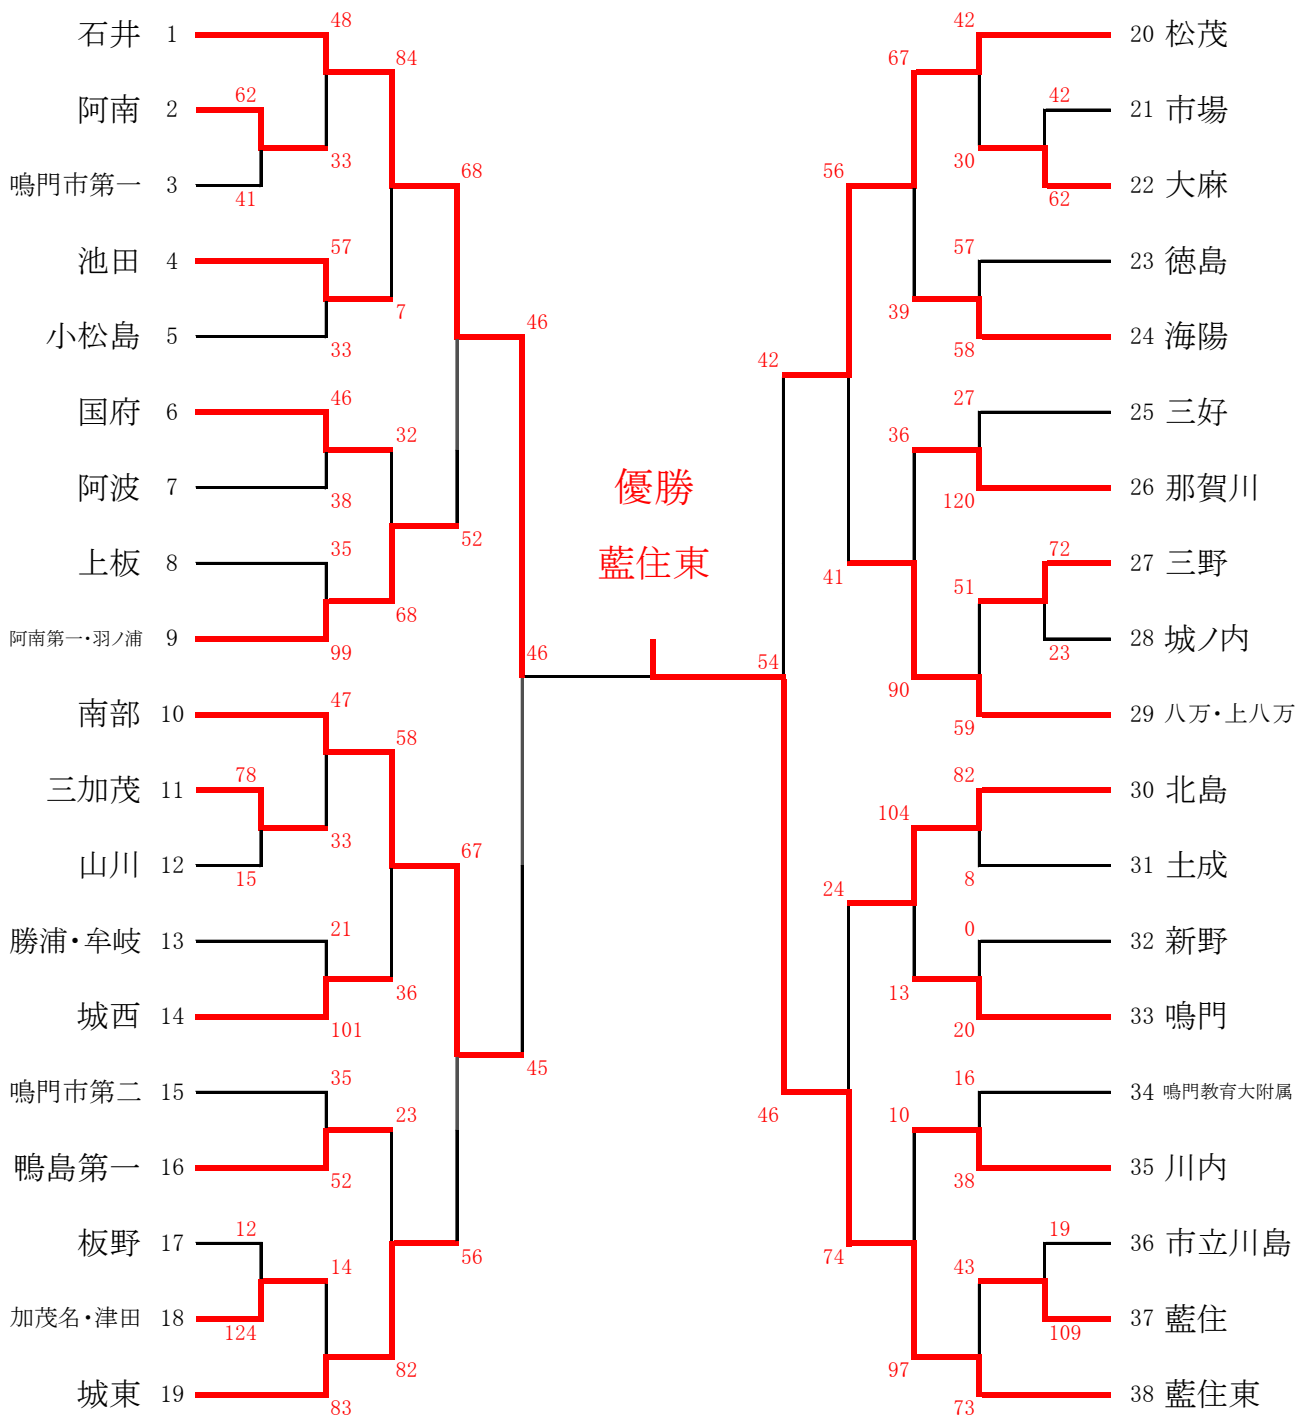 石井 1
阿南 2
鳴門市第一 3
池田 4
小松島 5
国府 6
阿波 7
上板 8
阿南第一・羽ノ浦 9
南部 10
三加茂 11
山川 12
勝浦・牟岐 13
城西 14
鳴門市第二 15
鴨島第一 16
板野 17
加茂名・津田 18
城東 19
62
41
78
15
12
124
48
33
57
33
46
38
35
99
47
33
21
101
35
52
14
83
84
7
32
68
58
36
23
82
68
52
67
56
46
45
46
優勝
藍住東
54
42
46
56
41
24
74
67
39
36
90
104
13
10
97
42
30
57
58
27
120
51
59
82
8
0
20
16
38
43
73
42
62
72
23
19
109
20 松茂
21 市場
22 大麻
23 徳島
24 海陽
25 三好
26 那賀川
27 三野
28 城ノ内
29 八万・上八万
30 北島
31 土成
32 新野
33 鳴門
34 鳴門教育大附属
35 川内
36 市立川島
37 藍住
38 藍住東